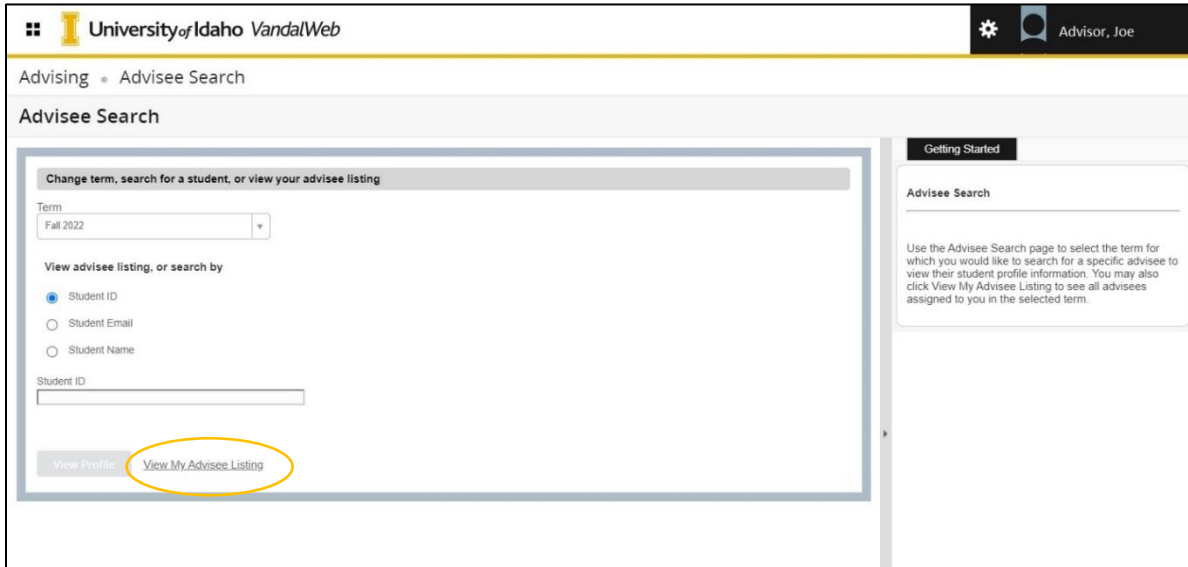 University of Idaho VandalWeb
Advisor, Joe
Advising • Advisee Search
Advisee Search
Change term, search for a student, or view your advisee listing
Term
Fall 2022
View advisee listing, or search by
Student ID
Student Email
Student Name
Student ID
View Profile
View My Advisee Listing
Getting Started
Advisee Search
Use the Advisee Search page to select the term for
which you would like to search for a specific advisee to
view their student profile information. You may also
click View My Advisee Listing to see all advisees
assigned to you in the selected term.